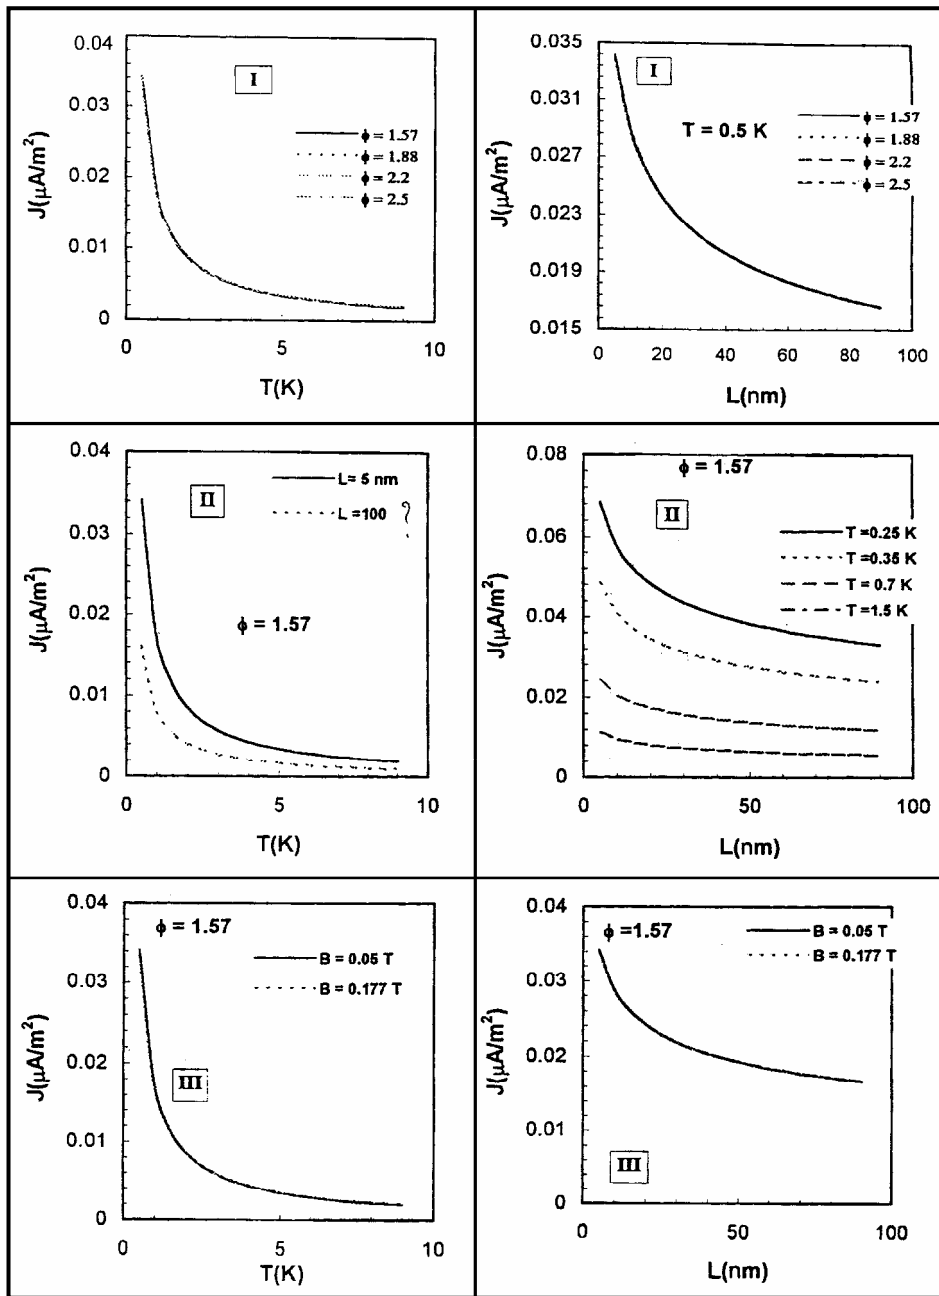 0.04
0.03
0.02
0.01
0
J(μA/m²)
I
ϕ = 1.57
ϕ = 1.88
ϕ = 2.2
ϕ = 2.5
0 5 10
T(K)
0.035
0.031
0.027
0.023
0.019
0.015
J(μA/m²)
I
T = 0.5 K
ϕ = 1.57
ϕ = 1.88
ϕ = 2.2
ϕ = 2.5
0 20 40 60 80 100
L(nm)
0.04
0.03
0.02
0.01
0
J(μA/m²)
II
L= 5 nm
L =100 ?
ϕ = 1.57
0 5 10
T(K)
0.08
0.06
0.04
0.02
0
J(μA/m²)
ϕ = 1.57
II
T =0.25 K
T =0.35 K
T =0.7 K
T =1.5 K
0 50 100
L(nm)
0.04
0.03
0.02
0.01
0
J(μA/m²)
ϕ = 1.57
B = 0.05 T
B = 0.177 T
III
0 5 10
T(K)
0.04
0.03
0.02
0.01
0
J(μA/m²)
ϕ =1.57
B = 0.05 T
B = 0.177 T
III
0 50 100
L(nm)